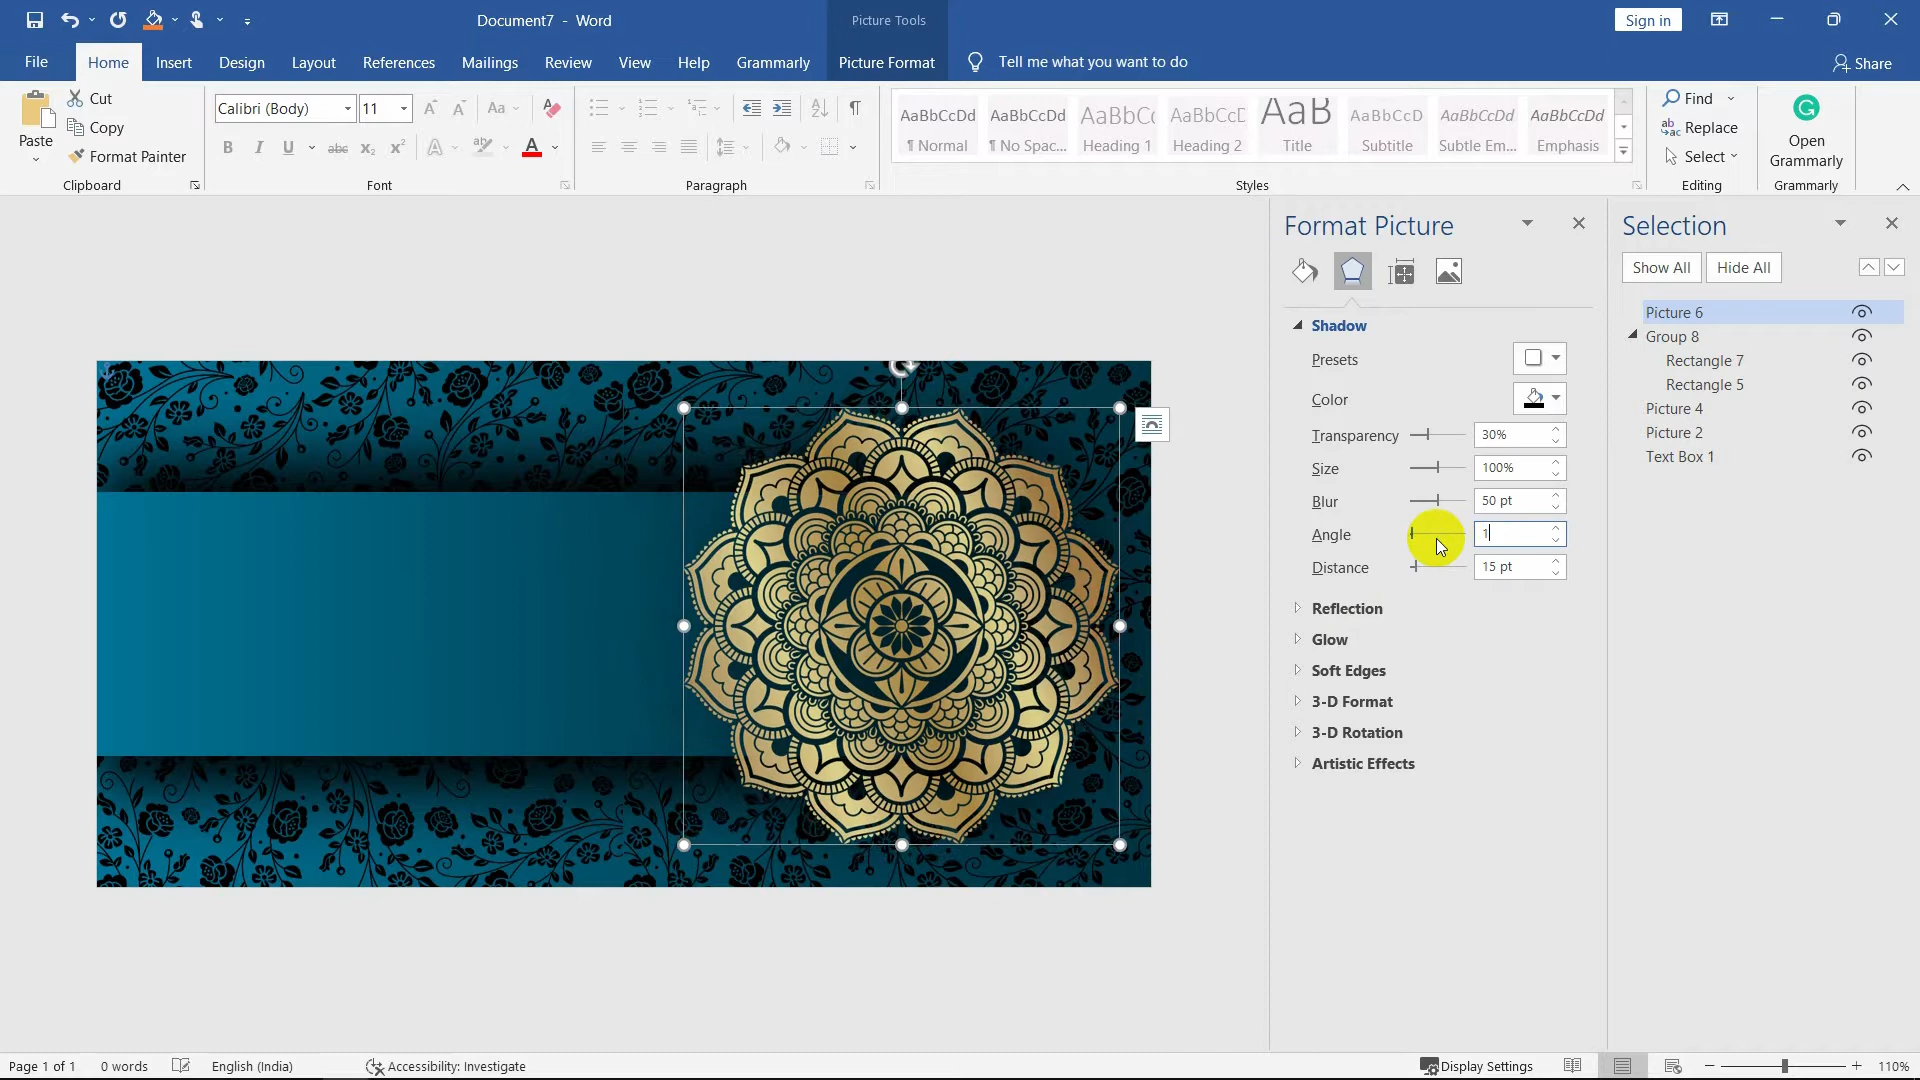 Document7 - Word
Picture Tools
Sign in
File
Home
Insert
Design
Layout
References
Mailings
Review
View
Help
Grammarly
Picture Format
Tell me what you want to do
Share
Paste
Cut
Copy
Format Painter
Clipboard
Calibri (Body)
11
Aa
B I U abc x₂ x² A A
Font
Paragraph
AaBbCcDd
¶ Normal
AaBbCcDd
¶ No Spac...
AaBbCc
Heading 1
AaBbCcD
Heading 2
AaB
Title
AaBbCcD
Subtitle
AaBbCcDd
Subtle Em...
AaBbCcDd
Emphasis
Styles
Find
Replace
Select
Editing
Open
Grammarly
Grammarly
Format Picture
Shadow
Presets
Color
Transparency 30%
Size 100%
Blur 50 pt
Angle 1
Distance 15 pt
Reflection
Glow
Soft Edges
3-D Format
3-D Rotation
Artistic Effects
Selection
Show All
Hide All
Picture 6
Group 8
Rectangle 7
Rectangle 5
Picture 4
Picture 2
Text Box 1
Page 1 of 1
0 words
English (India)
Accessibility: Investigate
Display Settings
110%